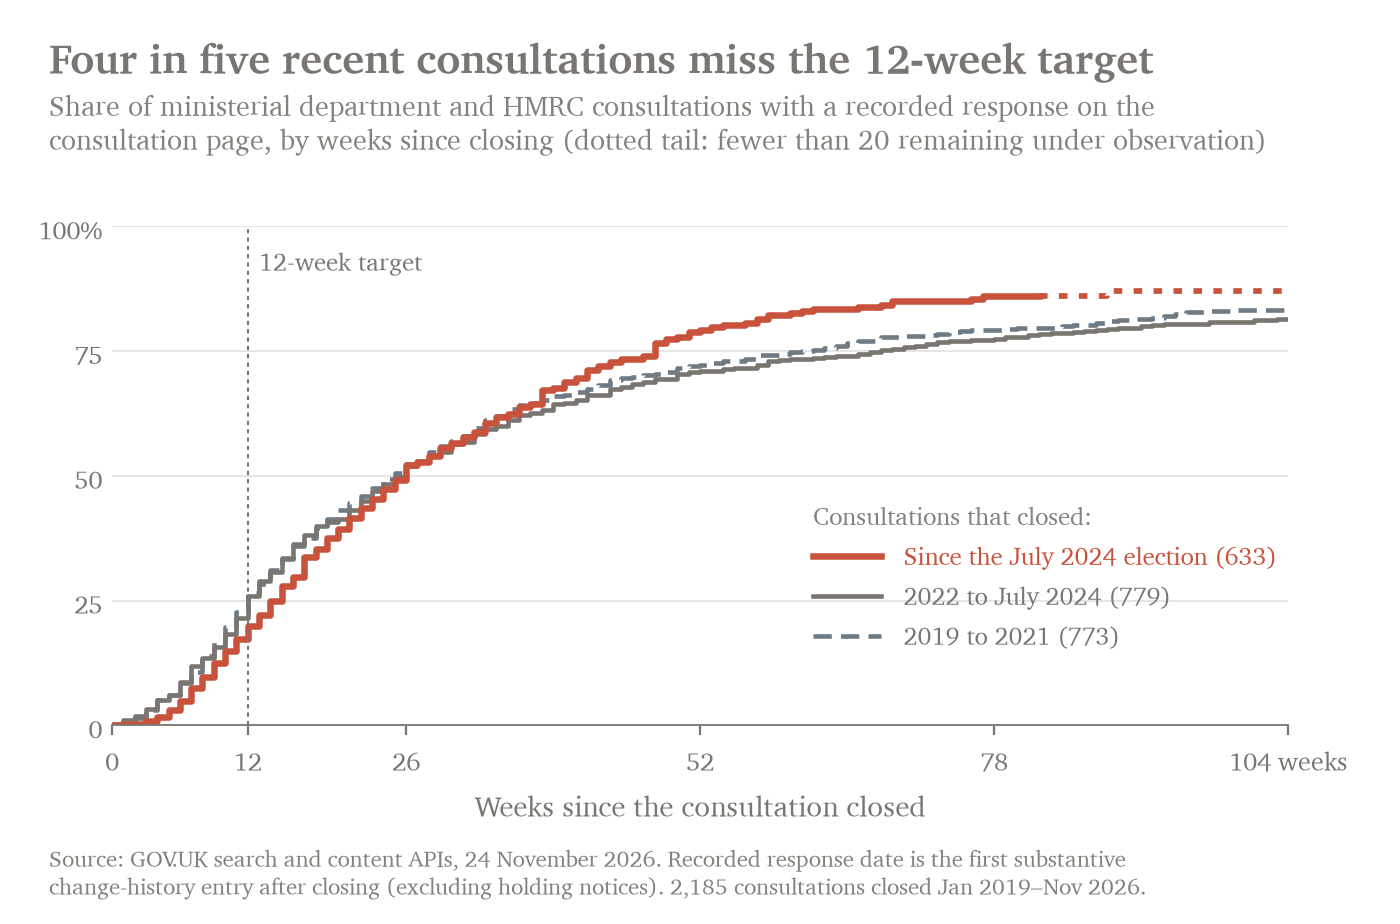 Four in five recent consultations miss the 12-week target
Share of ministerial department and HMRC consultations with a recorded response on the
consultation page, by weeks since closing (dotted tail: fewer than 20 remaining under observation)
100%
12-week target
75
50
Consultations that closed:
Since the July 2024 election (633)
25
2022 to July 2024 (779)
2019 to 2021 (773)
0
0 12 26 52 78 104 weeks
Weeks since the consultation closed
Source: GOV.UK search and content APIs, 24 November 2026. Recorded response date is the first substantive
change-history entry after closing (excluding holding notices). 2,185 consultations closed Jan 2019–Nov 2026.